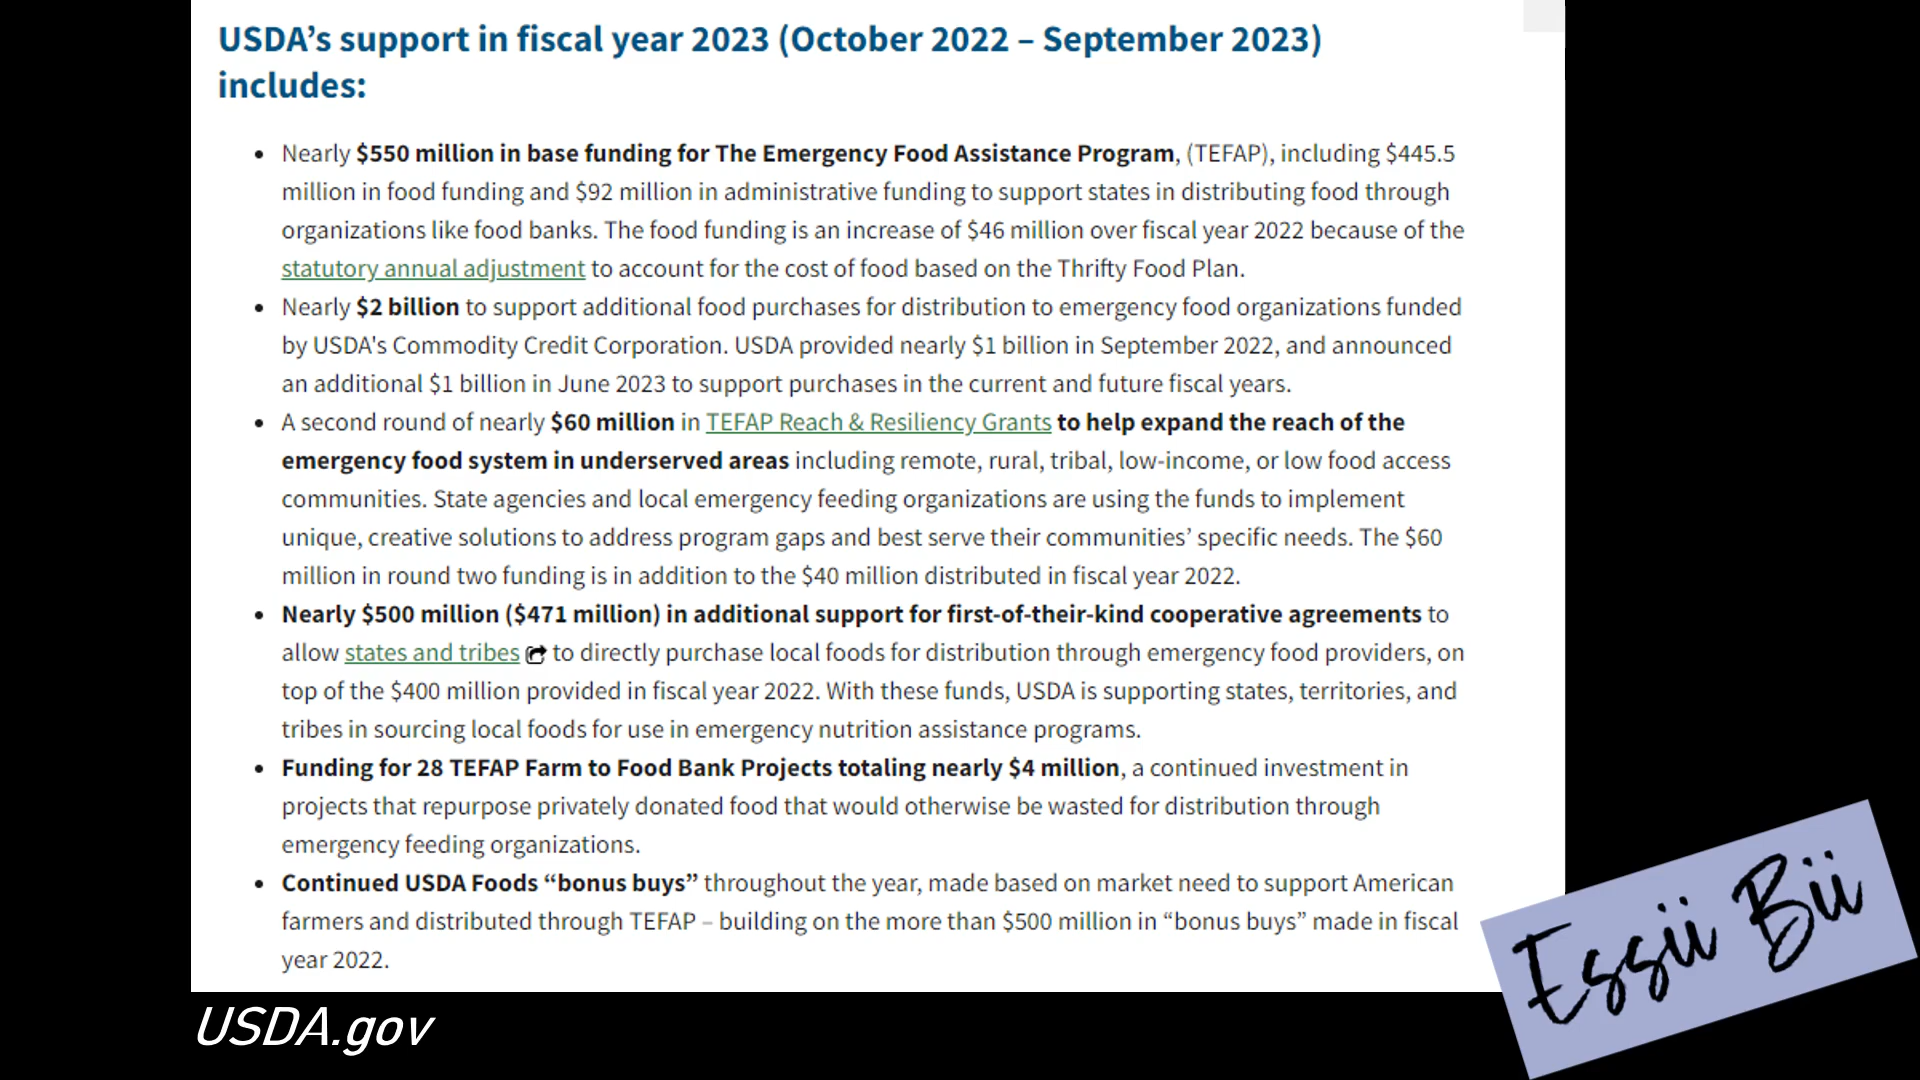 USDA’s support in fiscal year 2023 (October 2022 – September 2023)
includes:
• Nearly $550 million in base funding for The Emergency Food Assistance Program, (TEFAP), including $445.5
million in food funding and $92 million in administrative funding to support states in distributing food through
organizations like food banks. The food funding is an increase of $46 million over fiscal year 2022 because of the
statutory annual adjustment to account for the cost of food based on the Thrifty Food Plan.
• Nearly $2 billion to support additional food purchases for distribution to emergency food organizations funded
by USDA's Commodity Credit Corporation. USDA provided nearly $1 billion in September 2022, and announced
an additional $1 billion in June 2023 to support purchases in the current and future fiscal years.
• A second round of nearly $60 million in TEFAP Reach & Resiliency Grants to help expand the reach of the
emergency food system in underserved areas including remote, rural, tribal, low-income, or low food access
communities. State agencies and local emergency feeding organizations are using the funds to implement
unique, creative solutions to address program gaps and best serve their communities’ specific needs. The $60
million in round two funding is in addition to the $40 million distributed in fiscal year 2022.
• Nearly $500 million ($471 million) in additional support for first-of-their-kind cooperative agreements to
allow states and tribes to directly purchase local foods for distribution through emergency food providers, on
top of the $400 million provided in fiscal year 2022. With these funds, USDA is supporting states, territories, and
tribes in sourcing local foods for use in emergency nutrition assistance programs.
• Funding for 28 TEFAP Farm to Food Bank Projects totaling nearly $4 million, a continued investment in
projects that repurpose privately donated food that would otherwise be wasted for distribution through
emergency feeding organizations.
• Continued USDA Foods “bonus buys” throughout the year, made based on market need to support American
farmers and distributed through TEFAP – building on the more than $500 million in “bonus buys” made in fiscal
year 2022.
USDA.gov
Essii Bii